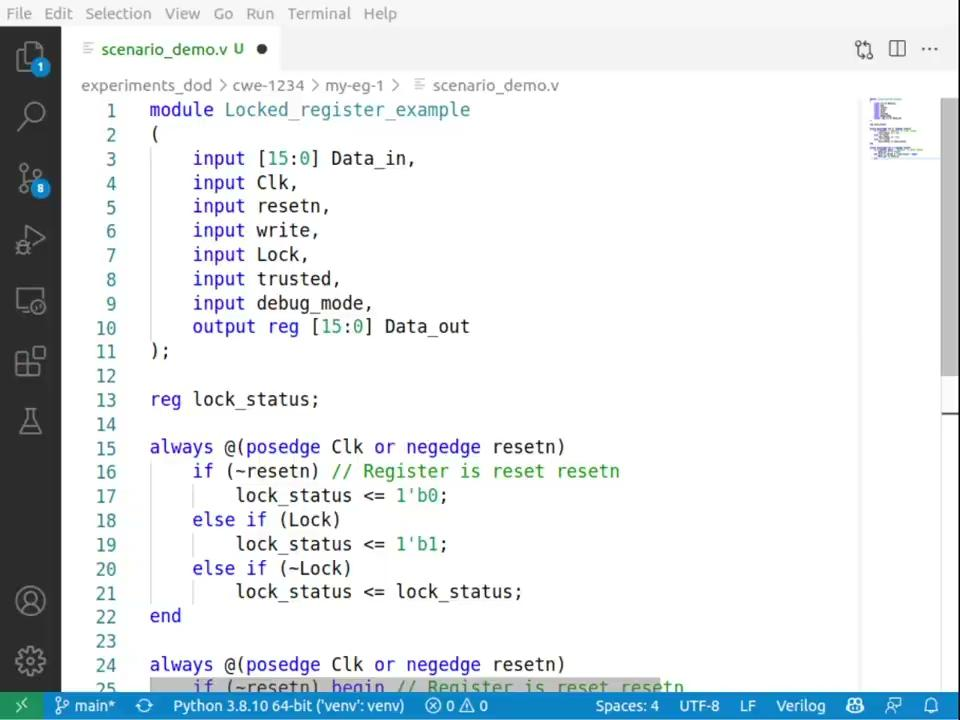 File Edit Selection View Go Run Terminal Help
scenario_demo.v U
experiments_dod > cwe-1234 > my-eg-1 > scenario_demo.v
1 module Locked_register_example
2 (
3 input [15:0] Data_in,
4 input Clk,
5 input resetn,
6 input write,
7 input Lock,
8 input trusted,
9 input debug_mode,
10 output reg [15:0] Data_out
11 );
12
13 reg lock_status;
14
15 always @(posedge Clk or negedge resetn)
16 if (~resetn) // Register is reset resetn
17 lock_status <= 1'b0;
18 else if (Lock)
19 lock_status <= 1'b1;
20 else if (~Lock)
21 lock_status <= lock_status;
22 end
23
24 always @(posedge Clk or negedge resetn)
25 if (~resetn) begin // Register is reset resetn
1
8
main* Python 3.8.10 64-bit ('venv': venv) 0 0 Spaces: 4 UTF-8 LF Verilog